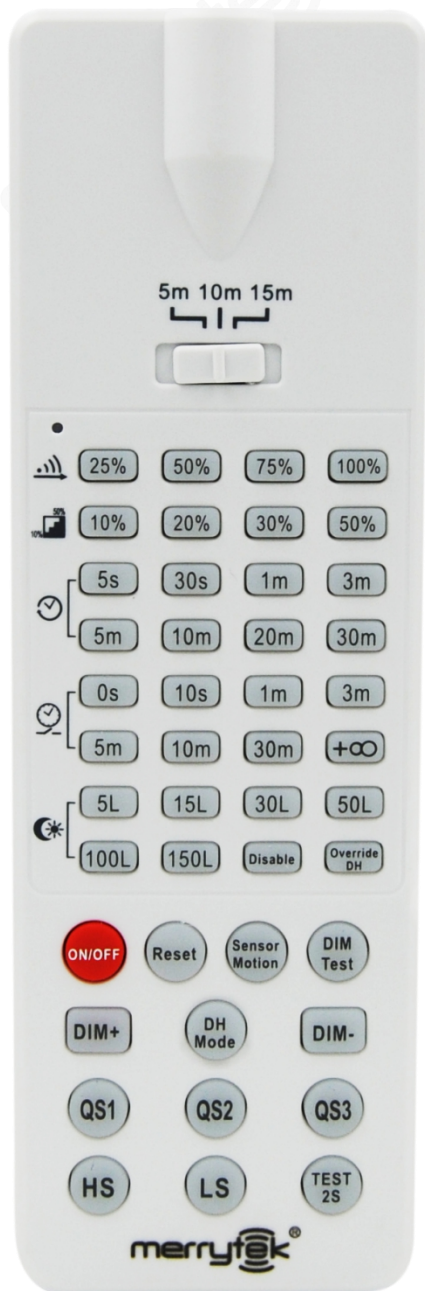 5m 10m 15m
25% 50% 75% 100%
50%
10% 10% 20% 30% 50%
5s 30s 1m 3m
5m 10m 20m 30m
0s 10s 1m 3m
5m 10m 30m +∞
5L 15L 30L 50L
100L 150L Disable Override DH
ON/OFF Reset Sensor Motion DIM Test
DIM+ DH Mode DIM-
QS1 QS2 QS3
HS LS TEST 2S
merrytek®